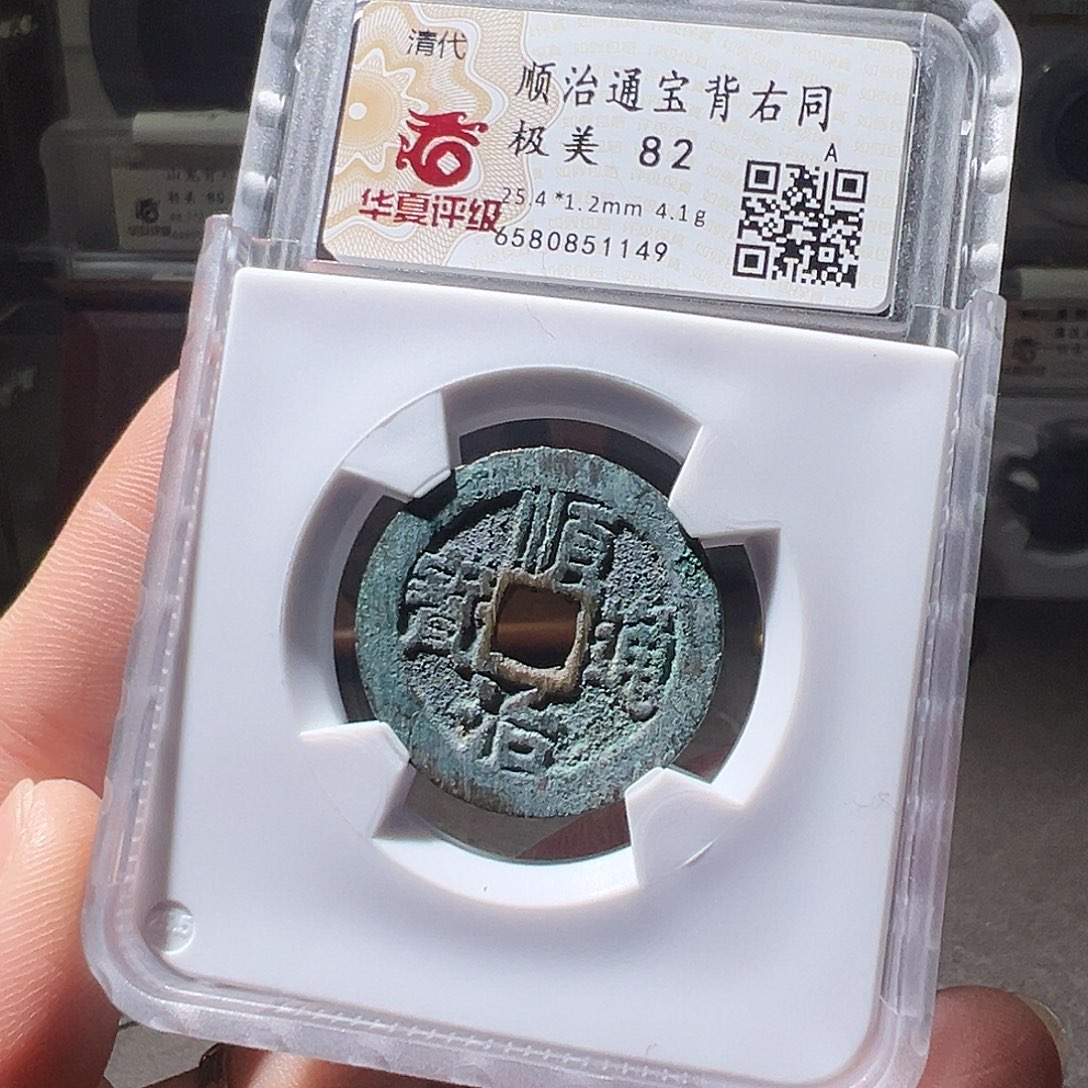 清代
顺治通宝背右同
极美 82
A
华夏评级
25.4*1.2mm 4.1g
6580851149
順治通寳